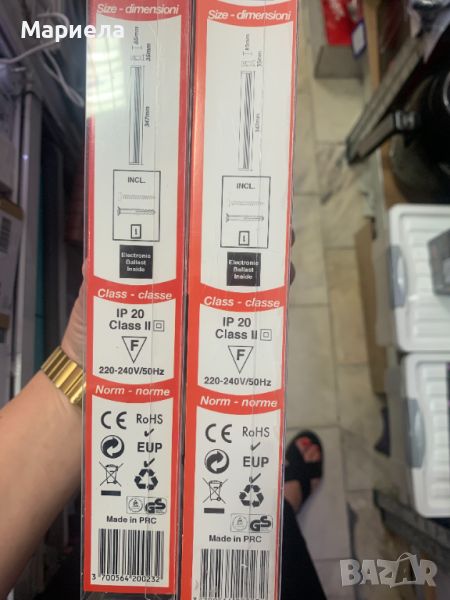 Мариела
Size - dimensioni
65mm
347mm
INCL.
Electronic
Ballast
Inside
Class - classe
IP 20
Class II
F
220-240V/50Hz
Norm - norme
CE
RoHS
EUP
GS
Made in PRC
3 700564 200232
Size - dimensioni
INCL.
Electronic
Ballast
Inside
Class - classe
IP 20
Class II
F
220-240V/50Hz
Norm - norme
CE
RoHS
EUP
GS
Made in PRC
BAZAR